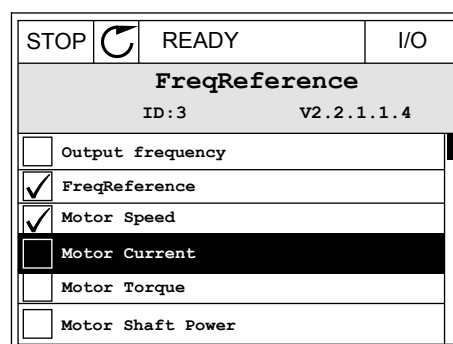 STOP READY I/O
FreqReference
ID:3 V2.2.1.1.4
Output frequency
FreqReference
Motor Speed
Motor Current
Motor Torque
Motor Shaft Power